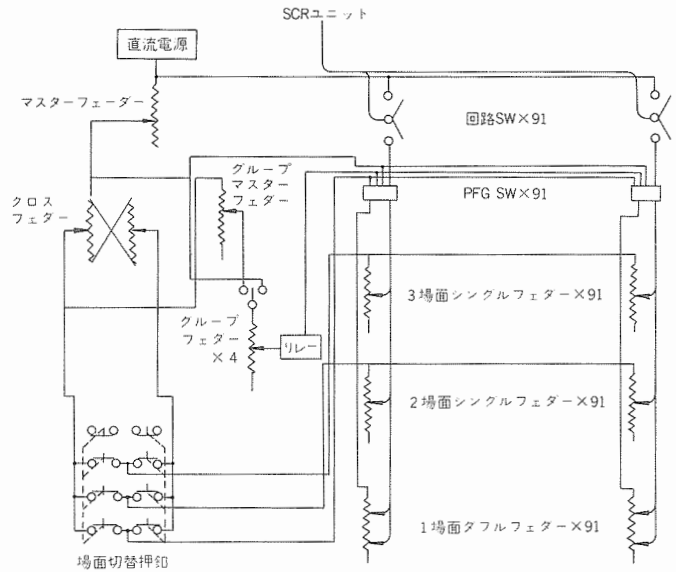 SCRユニット
直流電源
マスターフェーダー
回路SW×91
グループ
マスター
フェダー
PFG SW×91
クロス
フェダー
3場面シングルフェダー×91
グループ
フェダー
×4
リレー
2場面シングルフェダー×91
1場面タフルフェダー×91
場面切替押釦